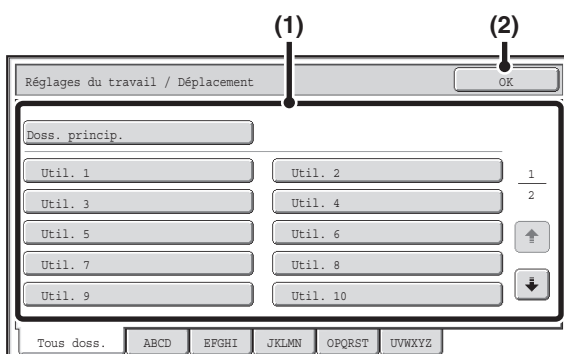 (1) (2)
Réglages du travail / Déplacement OK
Doss. princip.
Util. 1 Util. 2 1
Util. 3 Util. 4 2
Util. 5 Util. 6
Util. 7 Util. 8
Util. 9 Util. 10
Tous doss. ABCD EFGHI JKLMN OPQRST UVWXYZ